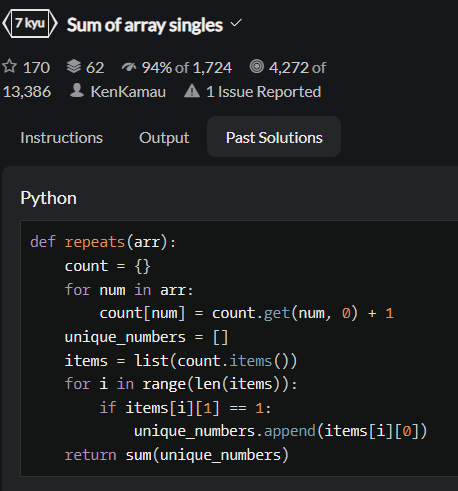 7 kyu Sum of array singles
170 62 94% of 1,724 4,272 of
13,386 KenKamau 1 Issue Reported
Instructions Output Past Solutions
Python
def repeats(arr):
    count = {}
    for num in arr:
        count[num] = count.get(num, 0) + 1
    unique_numbers = []
    items = list(count.items())
    for i in range(len(items)):
        if items[i][1] == 1:
            unique_numbers.append(items[i][0])
    return sum(unique_numbers)